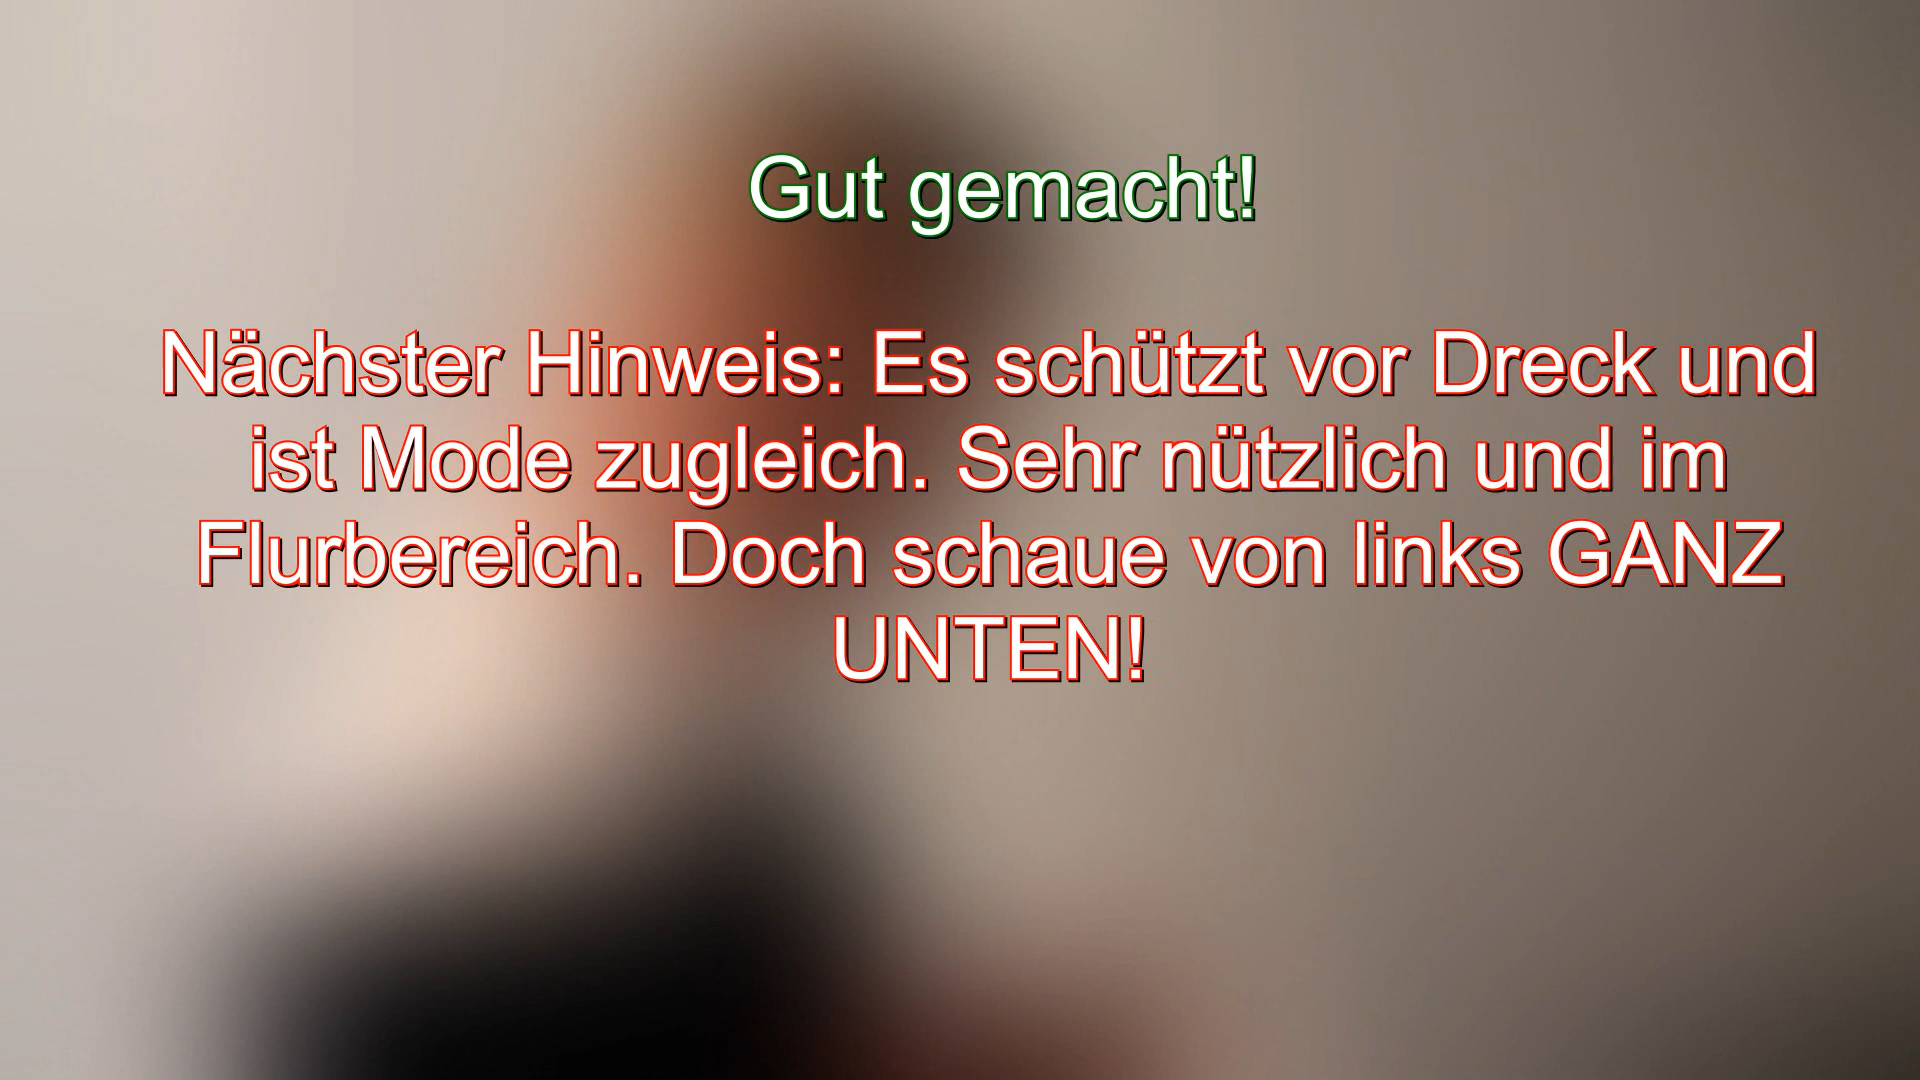 Gut gemacht!
Nächster Hinweis: Es schützt vor Dreck und
ist Mode zugleich. Sehr nützlich und im
Flurbereich. Doch schaue von links GANZ
UNTEN!